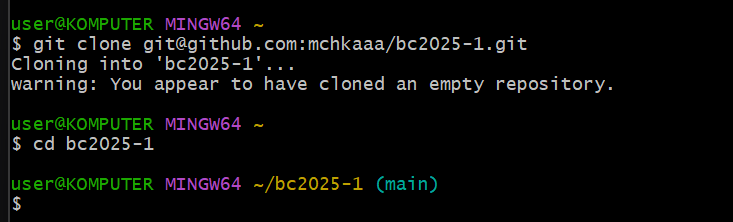 user@KOMPUTER MINGW64 ~
$ git clone git@github.com:mchkaaa/bc2025-1.git
Cloning into 'bc2025-1'...
warning: You appear to have cloned an empty repository.
user@KOMPUTER MINGW64 ~
$ cd bc2025-1
user@KOMPUTER MINGW64 ~/bc2025-1 (main)
$